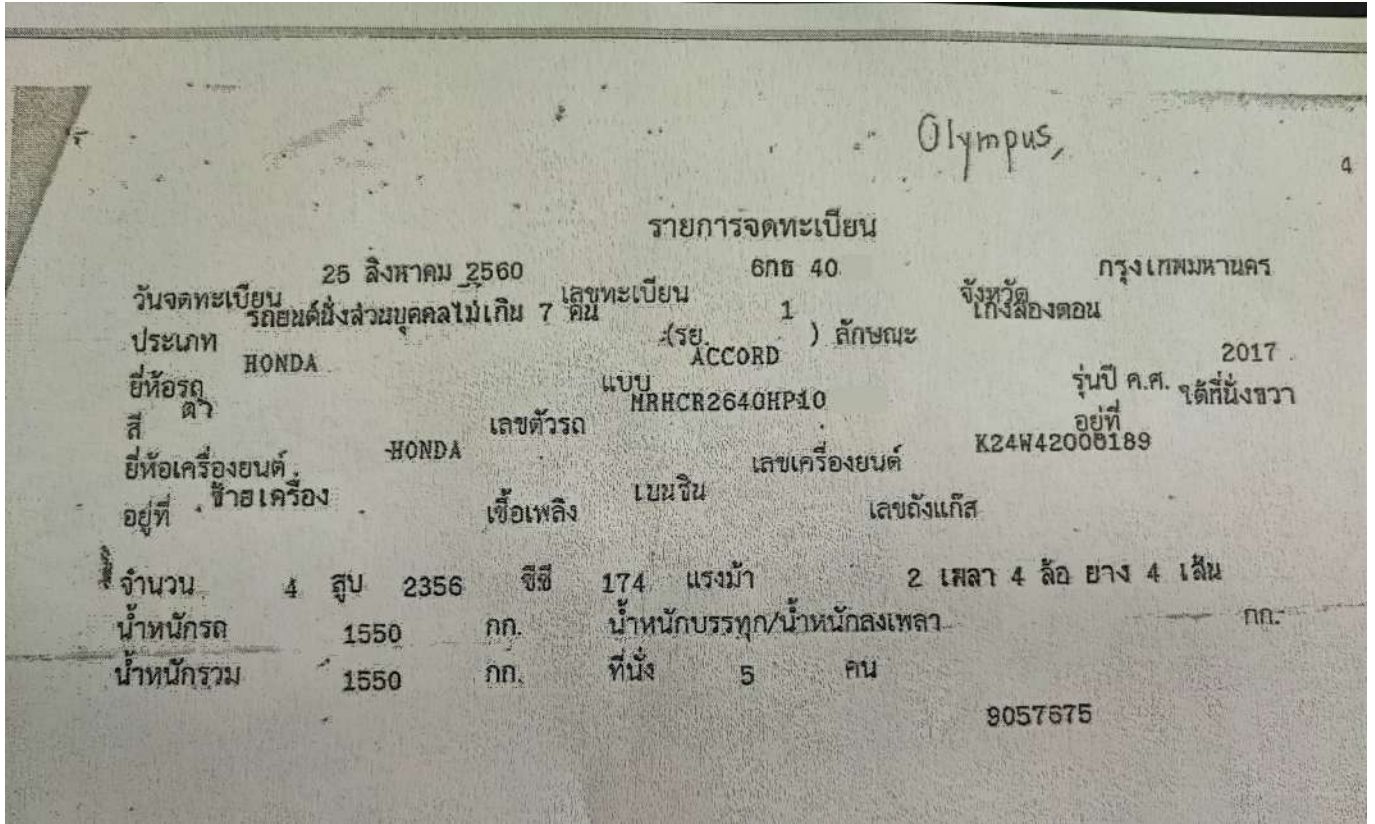 Olympus,
4
รายการจดทะเบียน
25 สิงหาคม 2560 6กธ 40 กรุงเทพมหานคร
วันจดทะเบียน เลขทะเบียน จังหวัด
รถยนต์นั่งส่วนบุคคลไม่เกิน 7 คน 1 เก๋งสองตอน
ประเภท (รย. ) ลักษณะ
HONDA ACCORD 2017
ยี่ห้อรถ แบบ รุ่นปี ค.ศ.
ดำ MRHCR2640HP10 ใต้ที่นั่งขวา
สี เลขตัวรถ อยู่ที่
HONDA K24W42000189
ยี่ห้อเครื่องยนต์ เลขเครื่องยนต์
ซ้ายเครื่อง เบนซิน
อยู่ที่ เชื้อเพลิง เลขถังแก๊ส
จำนวน 4 สูบ 2356 ซีซี 174 แรงม้า 2 เพลา 4 ล้อ ยาง 4 เส้น
น้ำหนักรถ 1550 กก. น้ำหนักบรรทุก/น้ำหนักลงเพลา กก.
น้ำหนักรวม 1550 กก. ที่นั่ง 5 คน
9057675